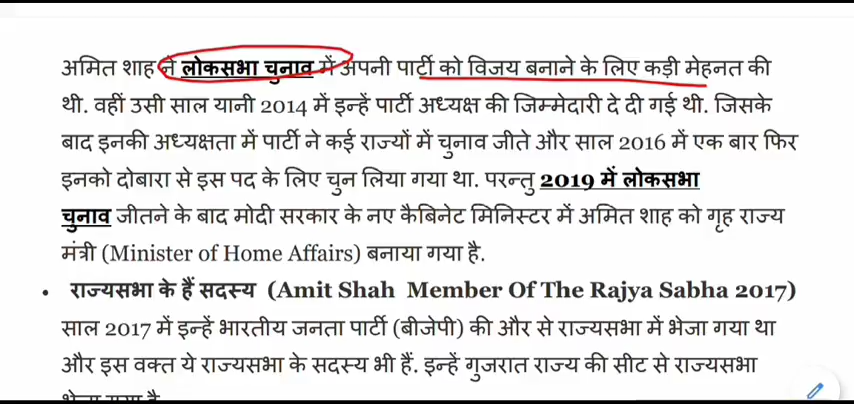 अमित शाह ने लोकसभा चुनाव में अपनी पार्टी को विजय बनाने के लिए कड़ी मेहनत की
थी. वहीं उसी साल यानी 2014 में इन्हें पार्टी अध्यक्ष की जिम्मेदारी दे दी गई थी. जिसके
बाद इनकी अध्यक्षता में पार्टी ने कई राज्यों में चुनाव जीते और साल 2016 में एक बार फिर
इनको दोबारा से इस पद के लिए चुन लिया गया था. परन्तु 2019 में लोकसभा
चुनाव जीतने के बाद मोदी सरकार के नए कैबिनेट मिनिस्टर में अमित शाह को गृह राज्य
मंत्री (Minister of Home Affairs) बनाया गया है.
• राज्यसभा के हैं सदस्य (Amit Shah Member Of The Rajya Sabha 2017)
साल 2017 में इन्हें भारतीय जनता पार्टी (बीजेपी) की और से राज्यसभा में भेजा गया था
और इस वक्त ये राज्यसभा के सदस्य भी हैं. इन्हें गुजरात राज्य की सीट से राज्यसभा